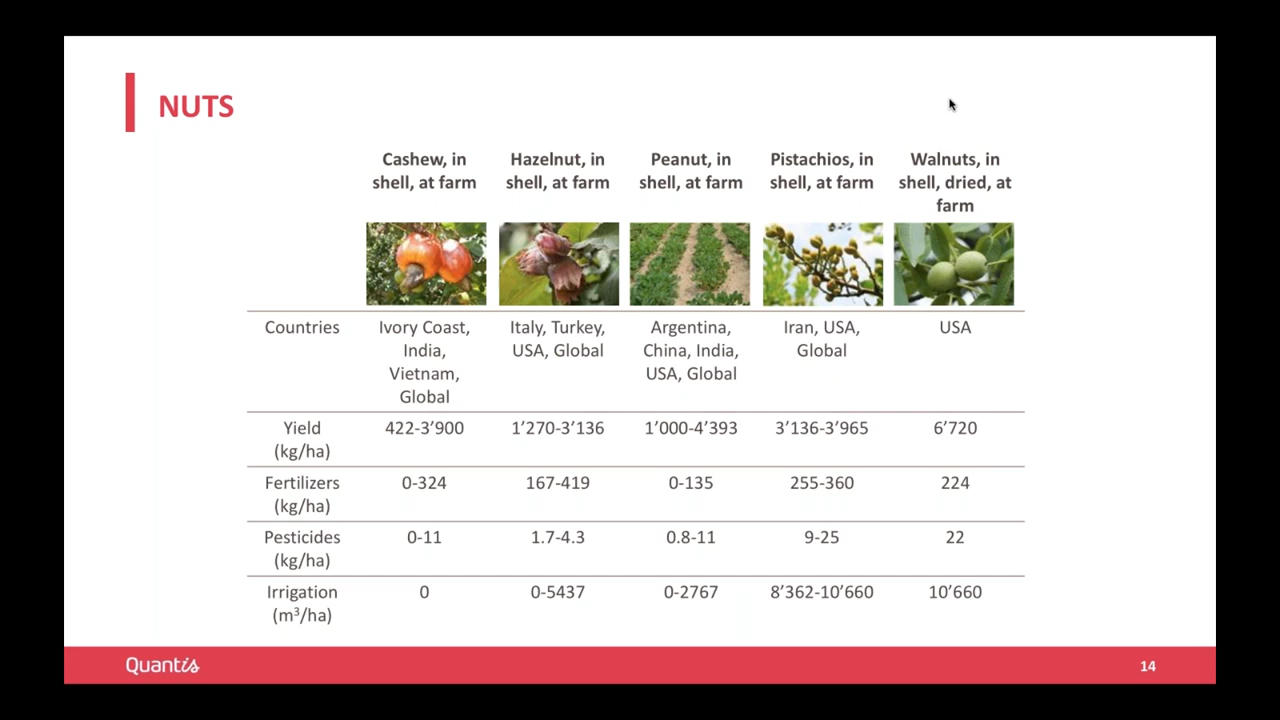 NUTS
Cashew, in
shell, at farm
Hazelnut, in
shell, at farm
Peanut, in
shell, at farm
Pistachios, in
shell, at farm
Walnuts, in
shell, dried, at
farm
Countries
Ivory Coast,
India,
Vietnam,
Global
Italy, Turkey,
USA, Global
Argentina,
China, India,
USA, Global
Iran, USA,
Global
USA
Yield
(kg/ha)
422-3’900
1’270-3’136
1’000-4’393
3’136-3’965
6’720
Fertilizers
(kg/ha)
0-324
167-419
0-135
255-360
224
Pesticides
(kg/ha)
0-11
1.7-4.3
0.8-11
9-25
22
Irrigation
(m³/ha)
0
0-5437
0-2767
8’362-10’660
10’660
Quantis
14